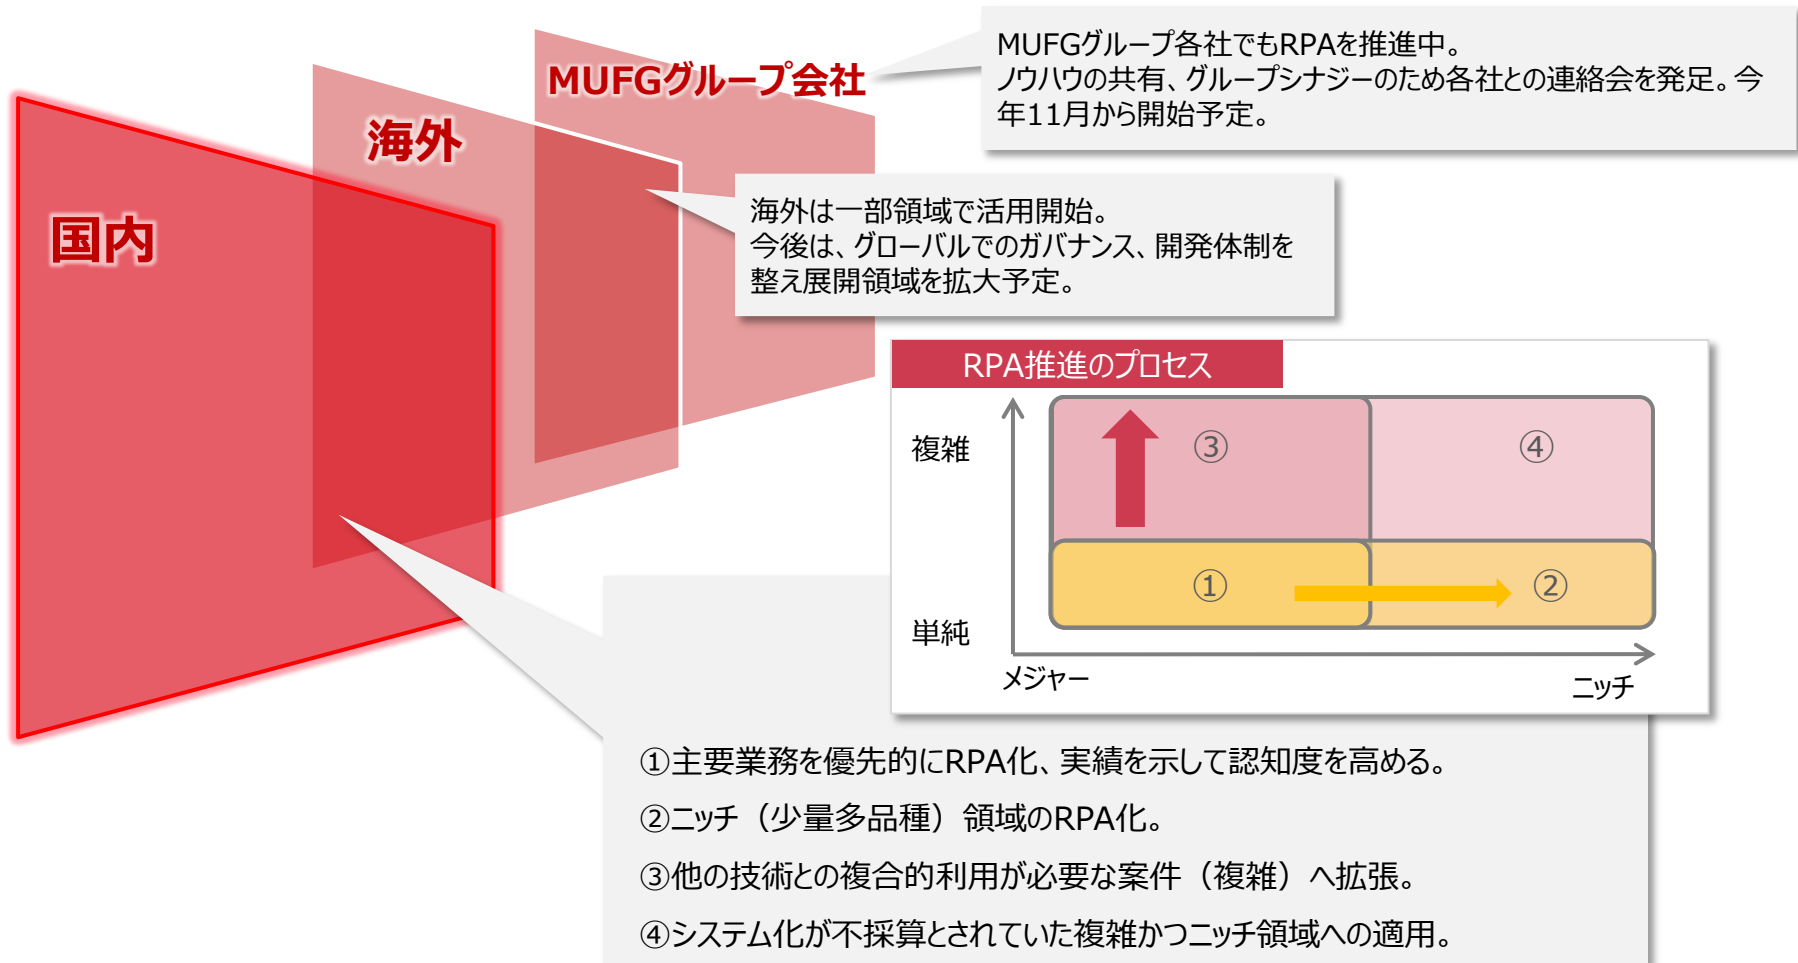 MUFGグループ会社
MUFGグループ各社でもRPAを推進中。
ノウハウの共有、グループシナジーのため各社との連絡会を発足。今
年11月から開始予定。
海外
海外は一部領域で活用開始。
今後は、グローバルでのガバナンス、開発体制を
整え展開領域を拡大予定。
国内
RPA推進のプロセス
複雑
③
④
①
②
単純
メジャー
ニッチ
①主要業務を優先的にRPA化、実績を示して認知度を高める。
②ニッチ（少量多品種）領域のRPA化。
③他の技術との複合的利用が必要な案件（複雑）へ拡張。
④システム化が不採算とされていた複雑かつニッチ領域への適用。